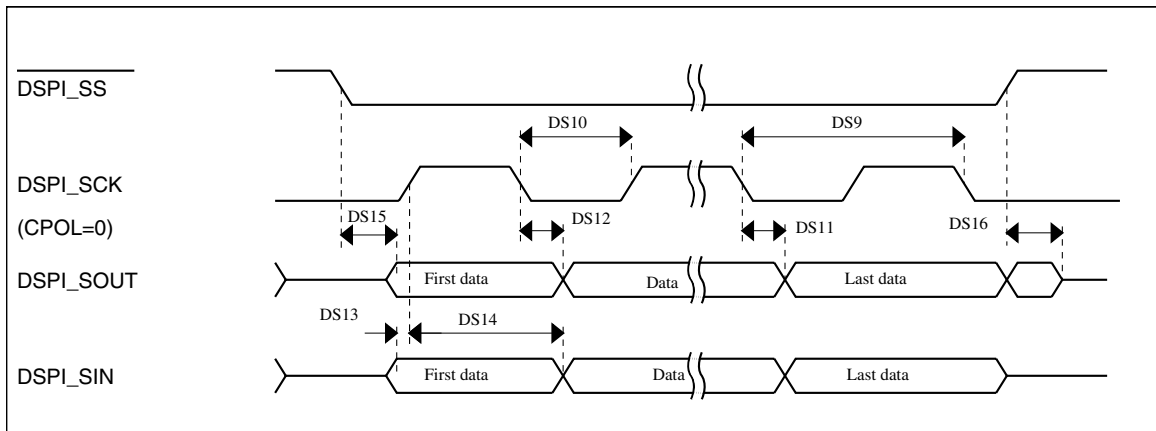 DSPI_SS
DS10
DS9
DSPI_SCK
(CPOL=0)
DS15
DS12
DS11
DS16
DSPI_SOUT
First data
Data
Last data
DS13
DS14
DSPI_SIN
First data
Data
Last data